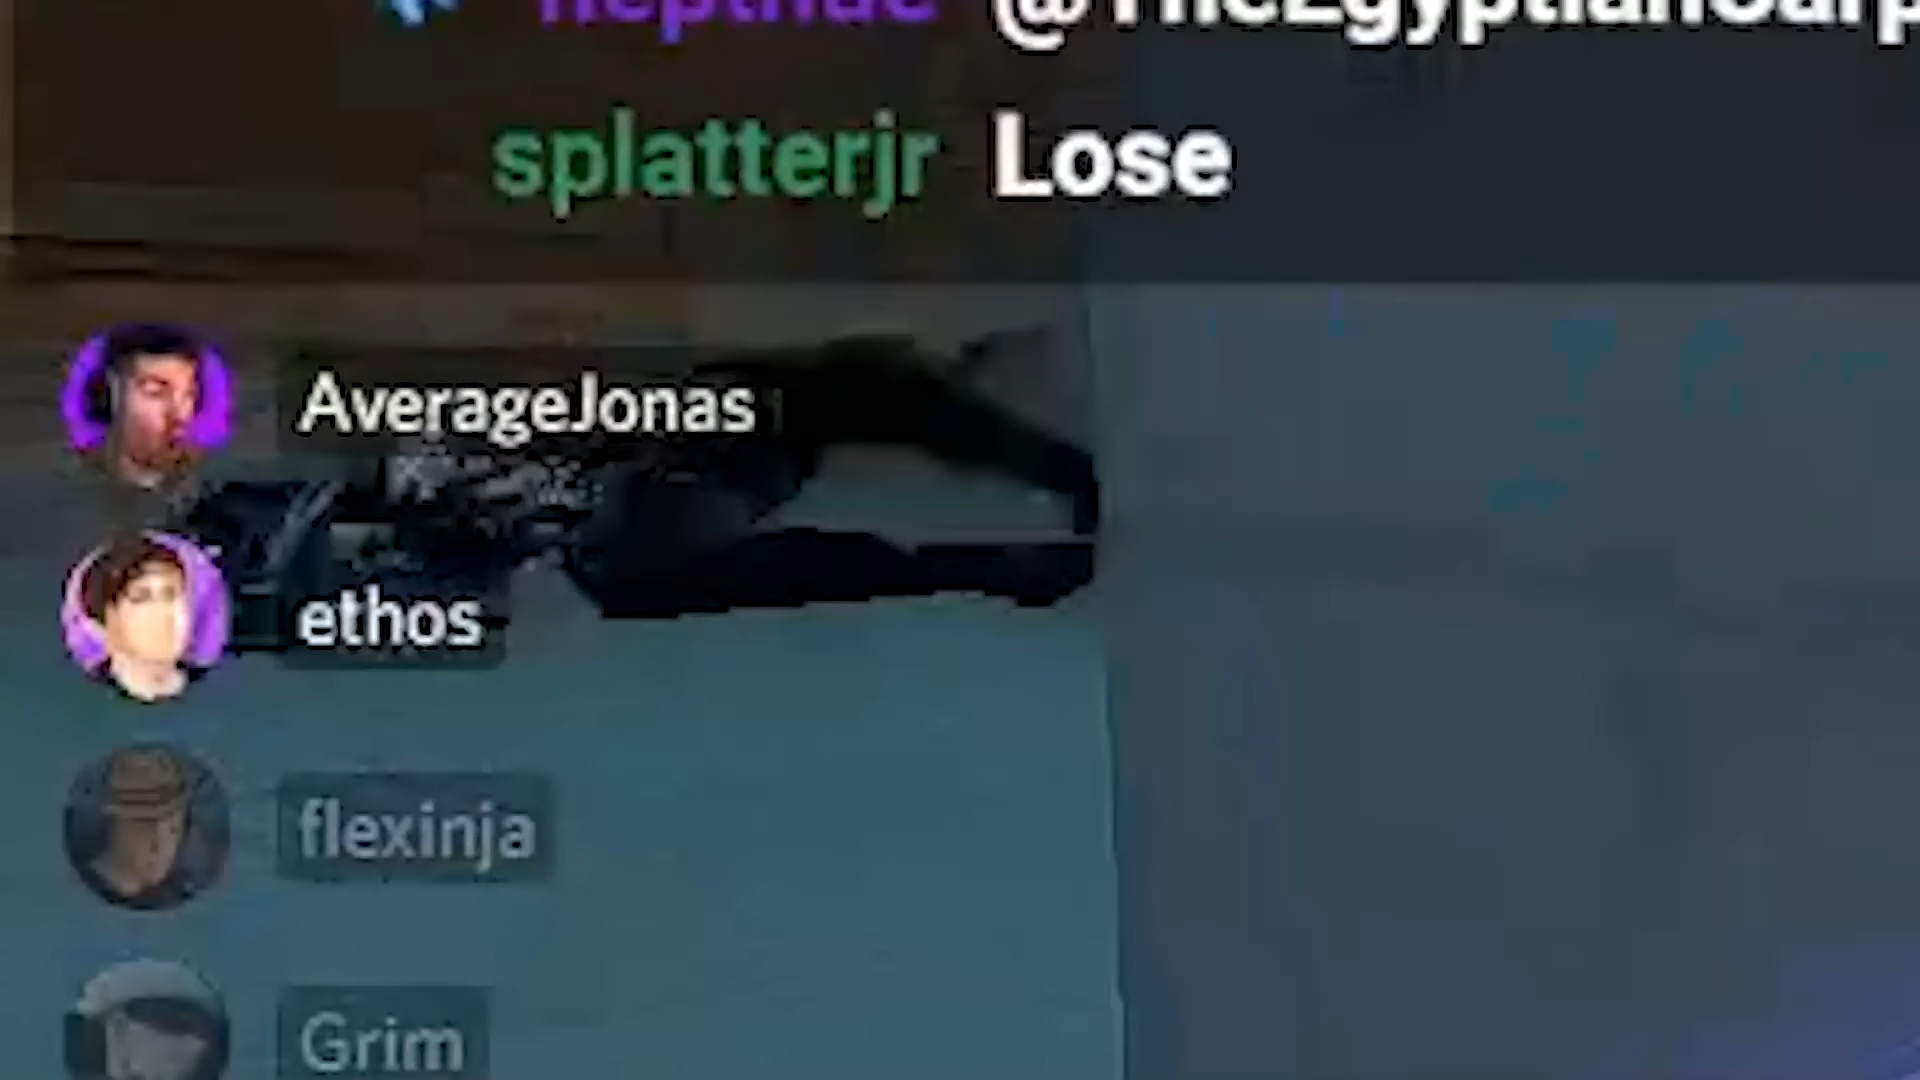 splatterjr Lose
AverageJonas
ethos
flexinja
Grim